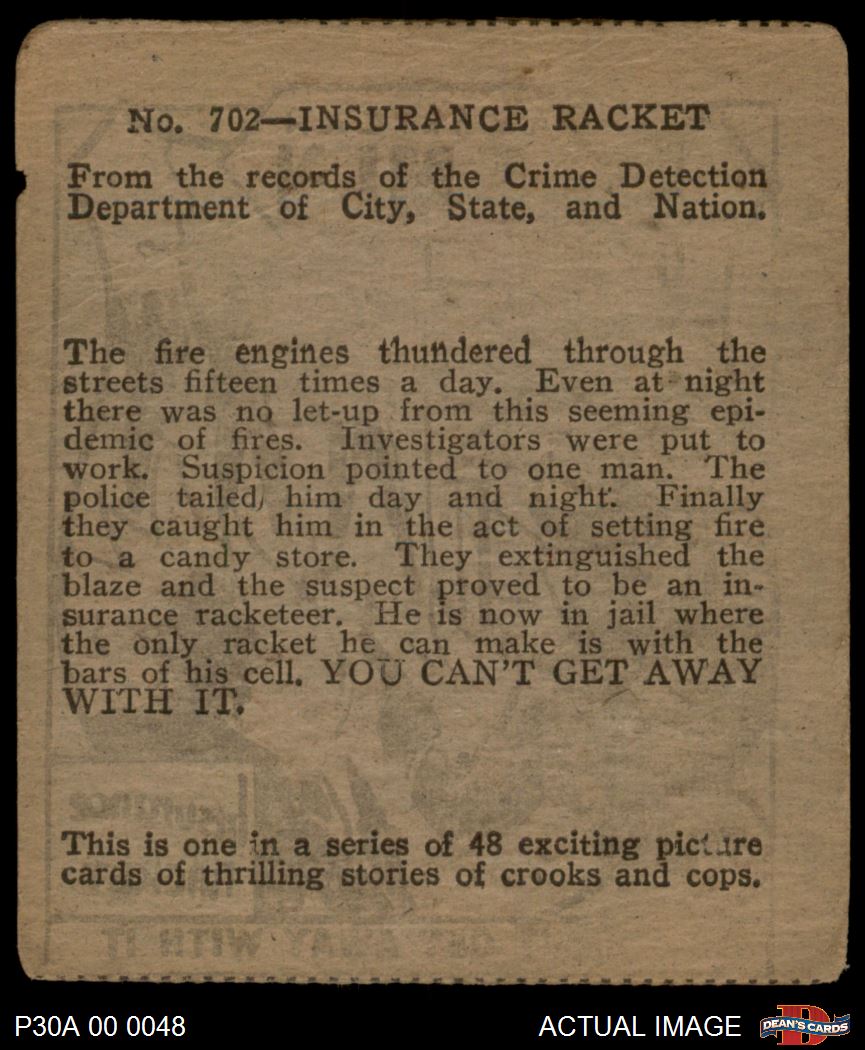 No. 702—INSURANCE RACKET
From the records of the Crime Detection
Department of City, State, and Nation.
The fire engines thundered through the
streets fifteen times a day. Even at night
there was no let-up from this seeming epi-
demic of fires. Investigators were put to
work. Suspicion pointed to one man. The
police tailed him day and night. Finally
they caught him in the act of setting fire
to a candy store. They extinguished the
blaze and the suspect proved to be an in-
surance racketeer. He is now in jail where
the only racket he can make is with the
bars of his cell. YOU CAN'T GET AWAY
WITH IT.
This is one in a series of 48 exciting picture
cards of thrilling stories of crooks and cops.
GET AWAY WITH IT
P30A 00 0048 ACTUAL IMAGE DEAN'S CARDS